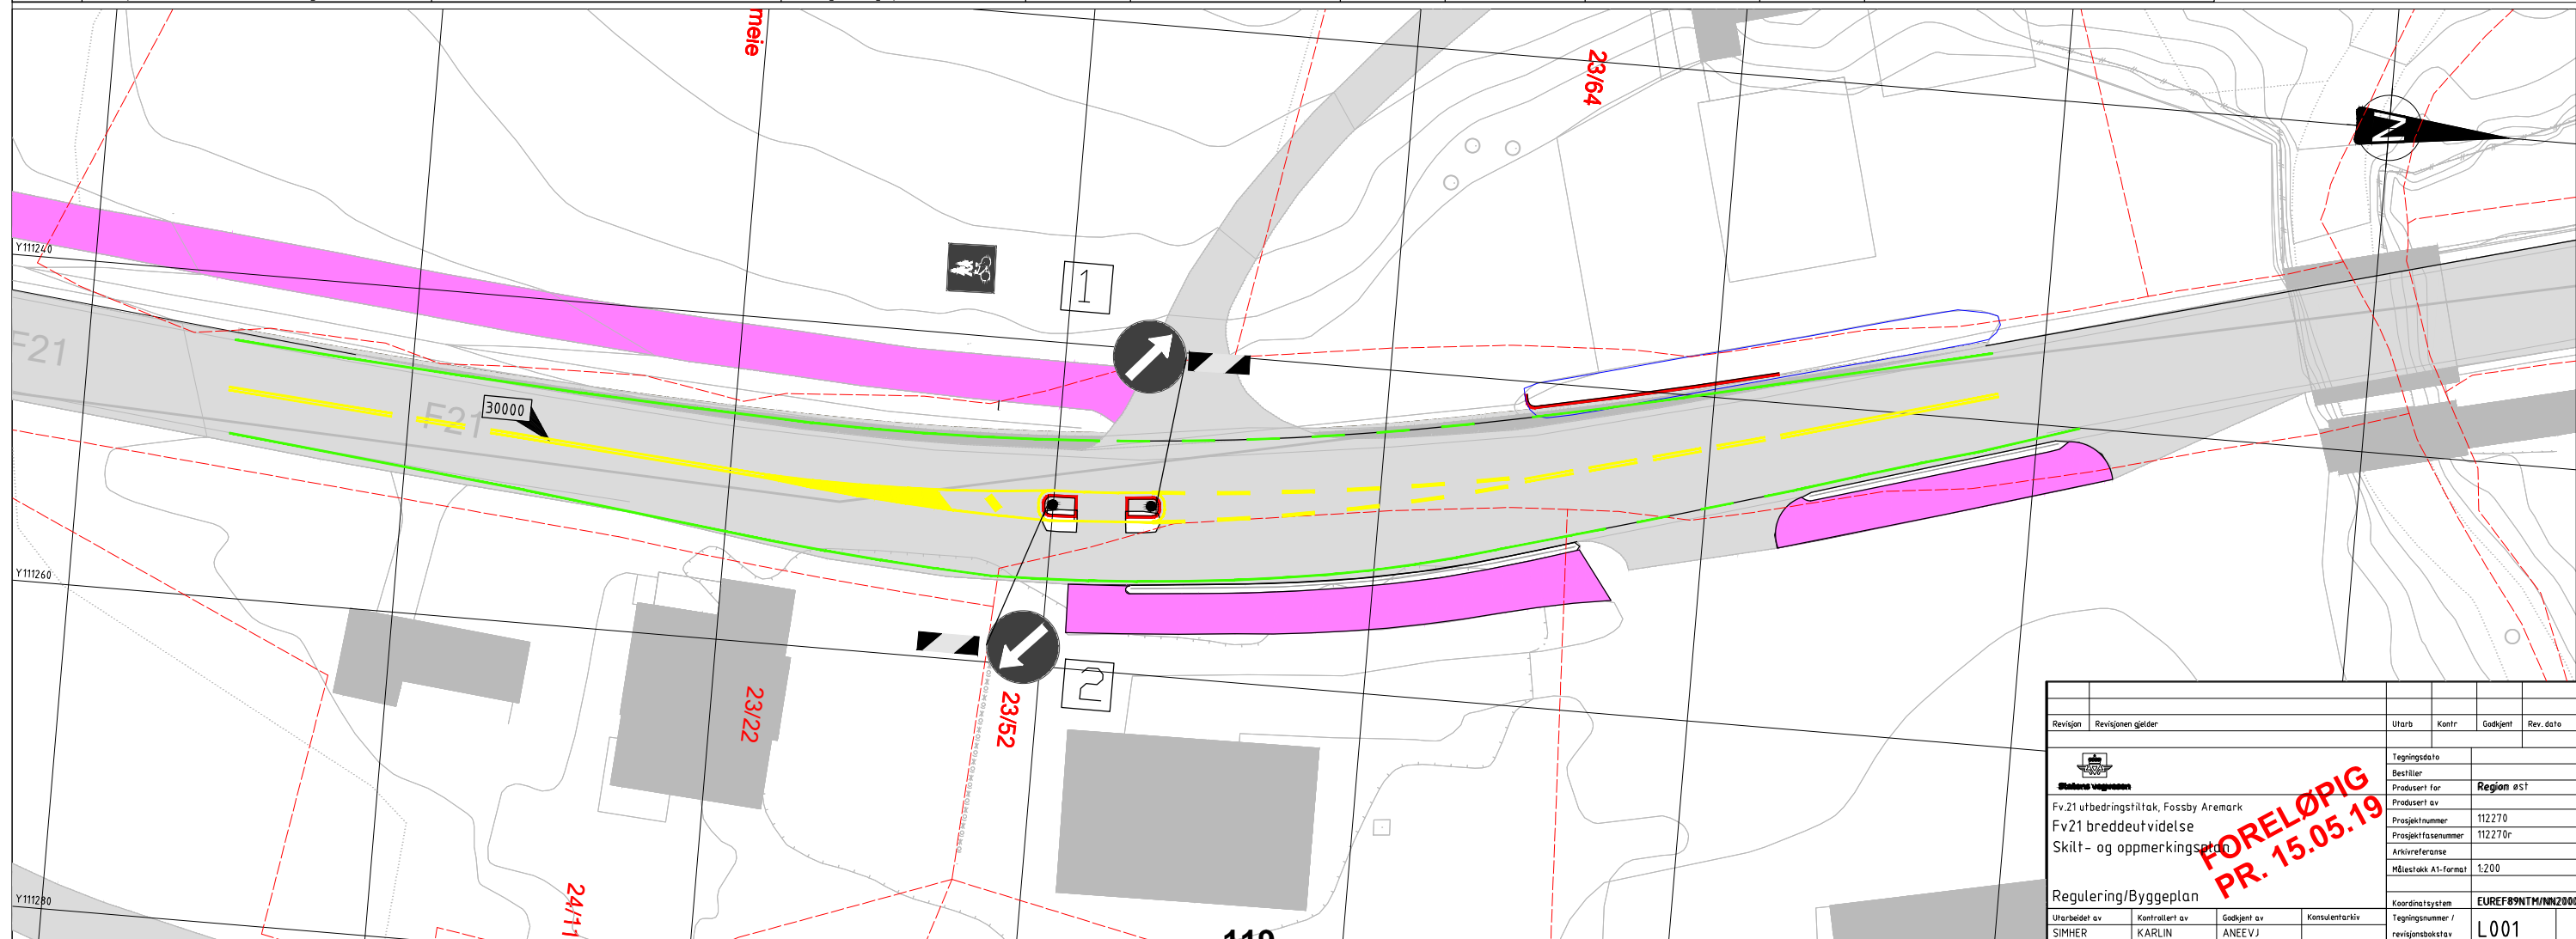 meie
23/64
N
Y111240
1
F21
F21
30000
Y111260
23/22
23/52
2
24/11
Y111280
Revisjon Revisjonen gjelder Utarb Kontr Godkjent Rev. dato
Statens vegvesen
Fv.21 utbedringstiltak, Fossby Aremark
Fv21 breddeutvidelse
Skilt- og oppmerkingsplan
Regulering/Byggeplan
FORELØPIG
PR. 15.05.19
Tegningsdato
Bestiller
Produsert for Region øst
Produsert av
Prosjektnummer 112270
Prosjektfasenummer 112270r
Arkivreferanse
Målestokk A1-format 1:200
Koordinatsystem EUREF89NTM/NN2000
Utarbeidet av Kontrollert av Godkjent av Konsulentarkiv
SIMHER KARLIN ANEEVJ
Tegningsnummer /
revisjonsbokstav L001